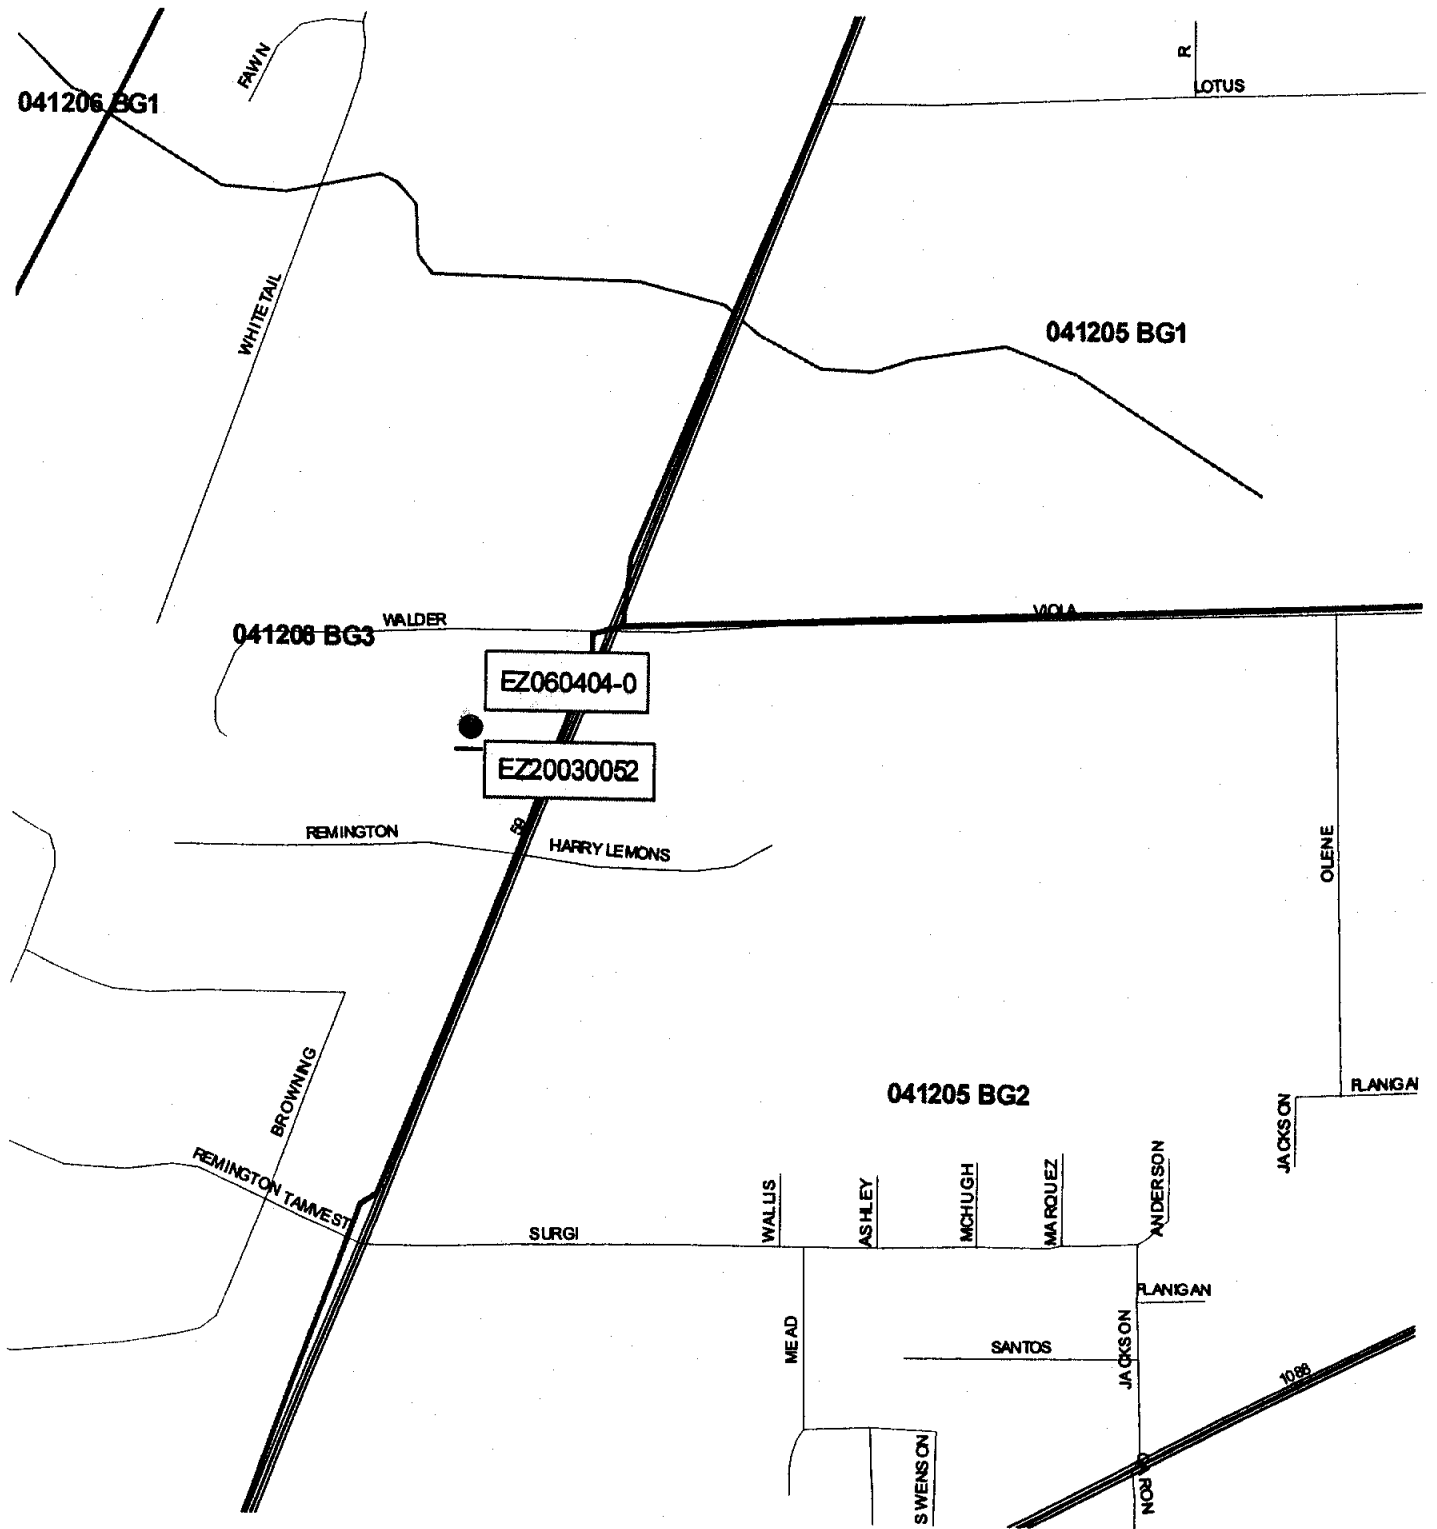 FAWN
R
LOTUS
041206 BG1
WHITETAIL
041205 BG1
WALDER
VIOLA
041206 BG3
EZ060404-0
EZ20030052
59
REMINGTON
HARRY LEMONS
OLENE
BROWNING
041205 BG2
FLANIGAN
JACKSON
REMINGTON TAMVEST
WALLIS
ASHLEY
MCHUGH
MARQUEZ
ANDERSON
SURGI
FLANIGAN
MEAD
SANTOS
JACKSON
1088
SWENSON